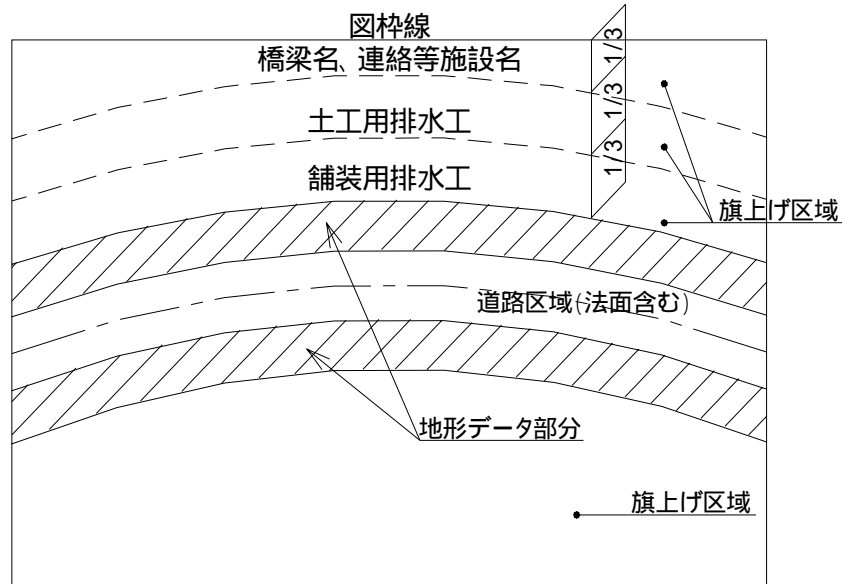 図枠線
橋梁名、連絡等施設名
1/3
1/3
1/3
土工用排水工
舗装用排水工
旗上げ区域
道路区域(法面含む)
地形データ部分
旗上げ区域